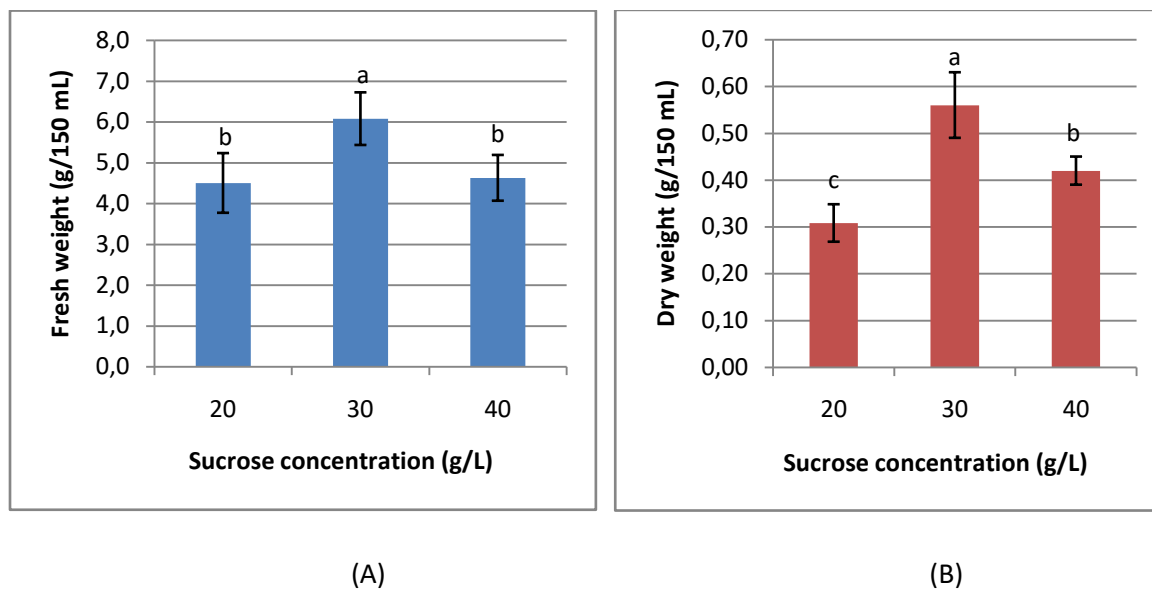 Fresh weight (g/150 mL)
8,0
7,0
6,0
5,0
4,0
3,0
2,0
1,0
0,0
b
a
b
20 30 40
Sucrose concentration (g/L)
(A)
Dry weight (g/150 mL)
0,70
0,60
0,50
0,40
0,30
0,20
0,10
0,00
c
a
b
20 30 40
Sucrose concentration (g/L)
(B)